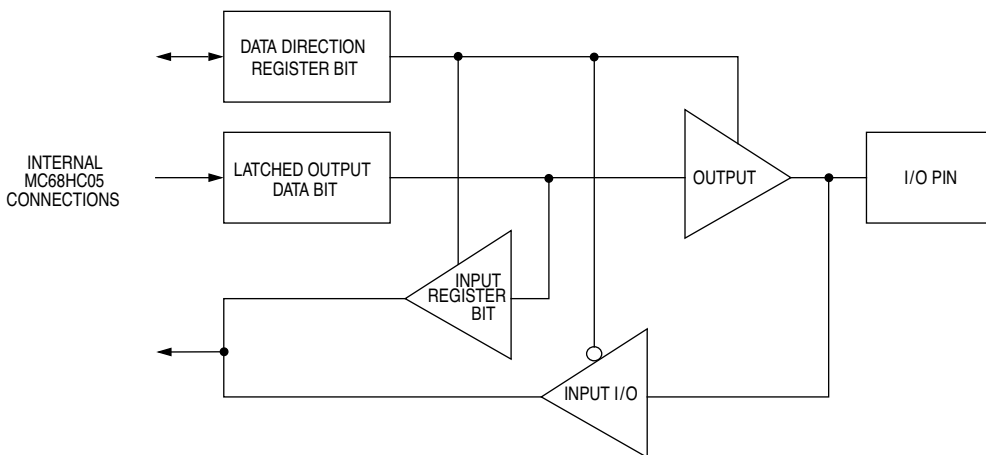 DATA DIRECTION
REGISTER BIT
INTERNAL
MC68HC05
CONNECTIONS
LATCHED OUTPUT
DATA BIT
OUTPUT
I/O PIN
INPUT
REGISTER
BIT
INPUT I/O